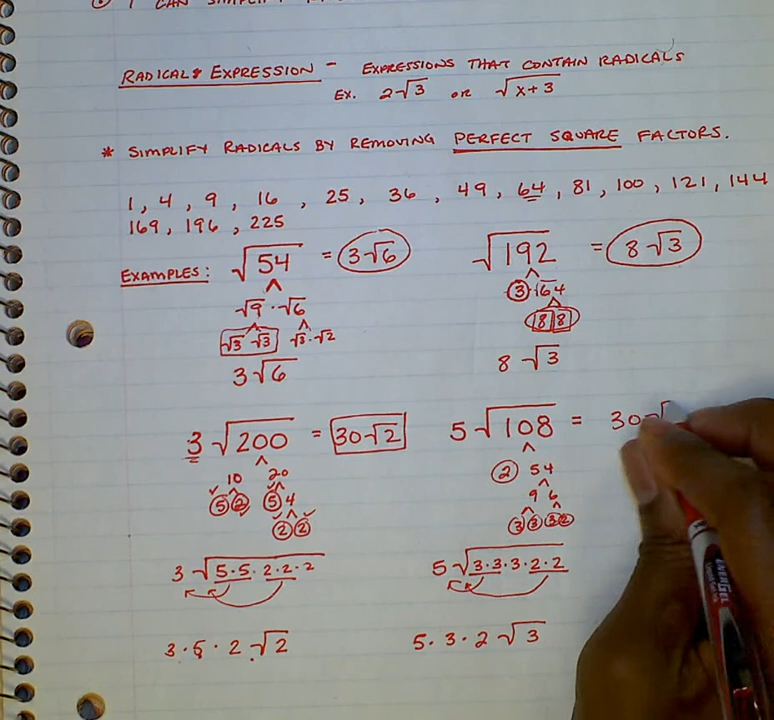 I CAN SIMPLIFY
RADICAL EXPRESSION - EXPRESSIONS THAT CONTAIN RADICALS
EX. 2√3 OR √x+3
* SIMPLIFY RADICALS BY REMOVING PERFECT SQUARE FACTORS.
1, 4, 9, 16, 25, 36, 49, 64, 81, 100, 121, 144
169, 196, 225
EXAMPLES: √54 = 3√6 √192 = 8√3
√9 · √6 3 · √64
√3 √3 √3 · √2 8 8
3√6 8√3
3√200 = 30√2 5√108 = 30√
10 20 2 54
5 2 5 4 9 6
2 2 3 3 3 2
3√5·5·2·2·2 5√3·3·3·2·2
3·5·2√2 5·3·2√3
ENERGEL